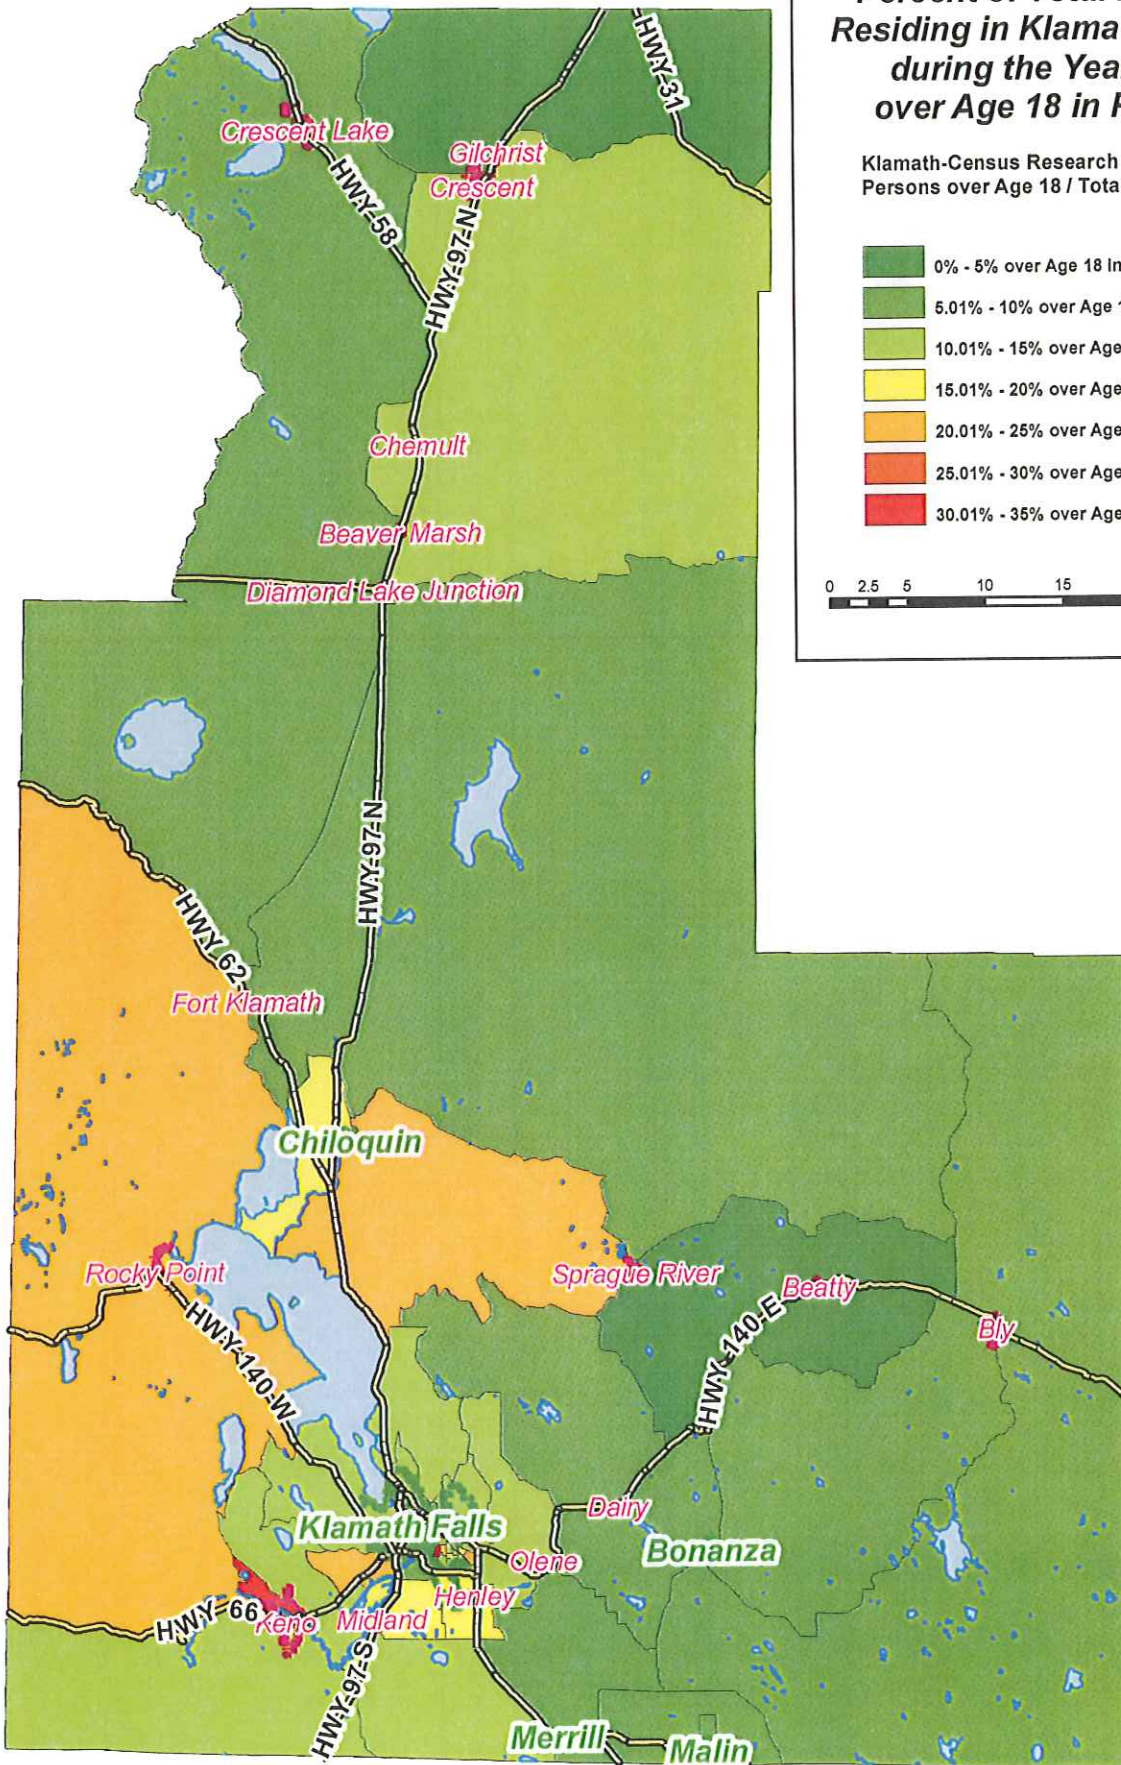 Residing in Klama
during the Yea
over Age 18 in
Klamath-Census Research
Persons over Age 18 / Tota
0% - 5% over Age 18 In
5.01% - 10% over Age 1
10.01% - 15% over Age
15.01% - 20% over Age
20.01% - 25% over Age
25.01% - 30% over Age
30.01% - 35% over Age
0 2.5 5 10 15
HWY-31
Crescent Lake
Gilchrist
Crescent
HWY-58
HWY-97-N
Chemult
Beaver Marsh
Diamond Lake Junction
HWY-97-N
HWY 62
Fort Klamath
Chiloquin
Rocky Point
Sprague River
Beatty
Bly
HWY-140-W
HWY-140-E
Dairy
Klamath Falls
Olene
Bonanza
Henley
HWY-66
Keno
Midland
HWY-97-S
Merrill
Malin